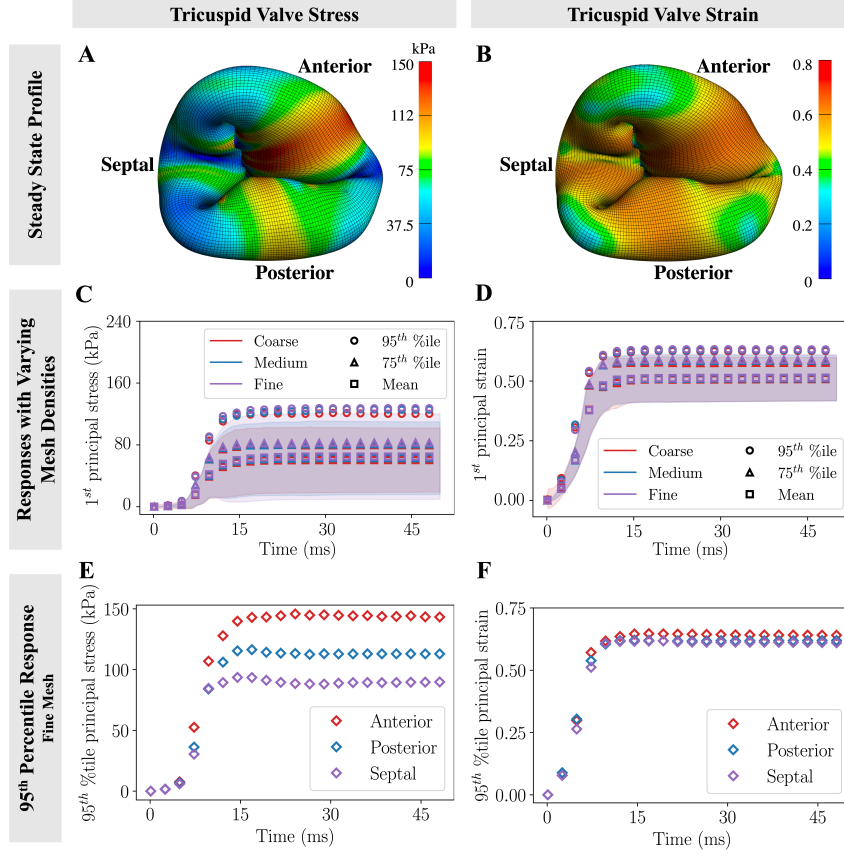 Tricuspid Valve Stress
Tricuspid Valve Strain
Steady State Profile
A
kPa
Anterior
Septal
Posterior
150
112
75
37.5
0
B
Anterior
Septal
Posterior
0.8
0.6
0.4
0.2
0
Responses with Varying
Mesh Densities
C
1st principal stress (kPa)
240
160
80
0
Coarse
Medium
Fine
95th %ile
75th %ile
Mean
0 15 30 45
Time (ms)
D
1st principal strain
0.75
0.50
0.25
0.00
Coarse
Medium
Fine
95th %ile
75th %ile
Mean
0 15 30 45
Time (ms)
95th Percentile Response
Fine Mesh
E
95th %tile principal stress (kPa)
150
100
50
0
Anterior
Posterior
Septal
0 15 30 45
Time (ms)
F
95th %tile principal strain
0.75
0.50
0.25
0.00
Anterior
Posterior
Septal
0 15 30 45
Time (ms)